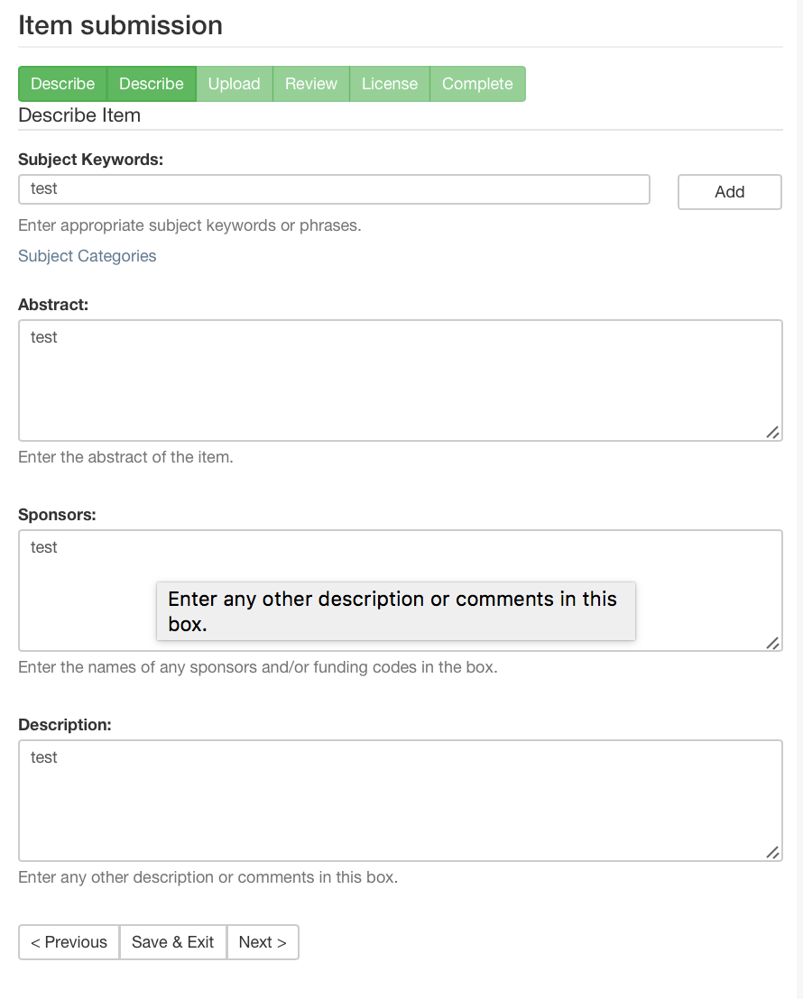 Item submission
Describe Describe Upload Review License Complete
Describe Item
Subject Keywords:
test
Add
Enter appropriate subject keywords or phrases.
Subject Categories
Abstract:
test
Enter the abstract of the item.
Sponsors:
test
Enter any other description or comments in this
box.
Enter the names of any sponsors and/or funding codes in the box.
Description:
test
Enter any other description or comments in this box.
< Previous Save & Exit Next >